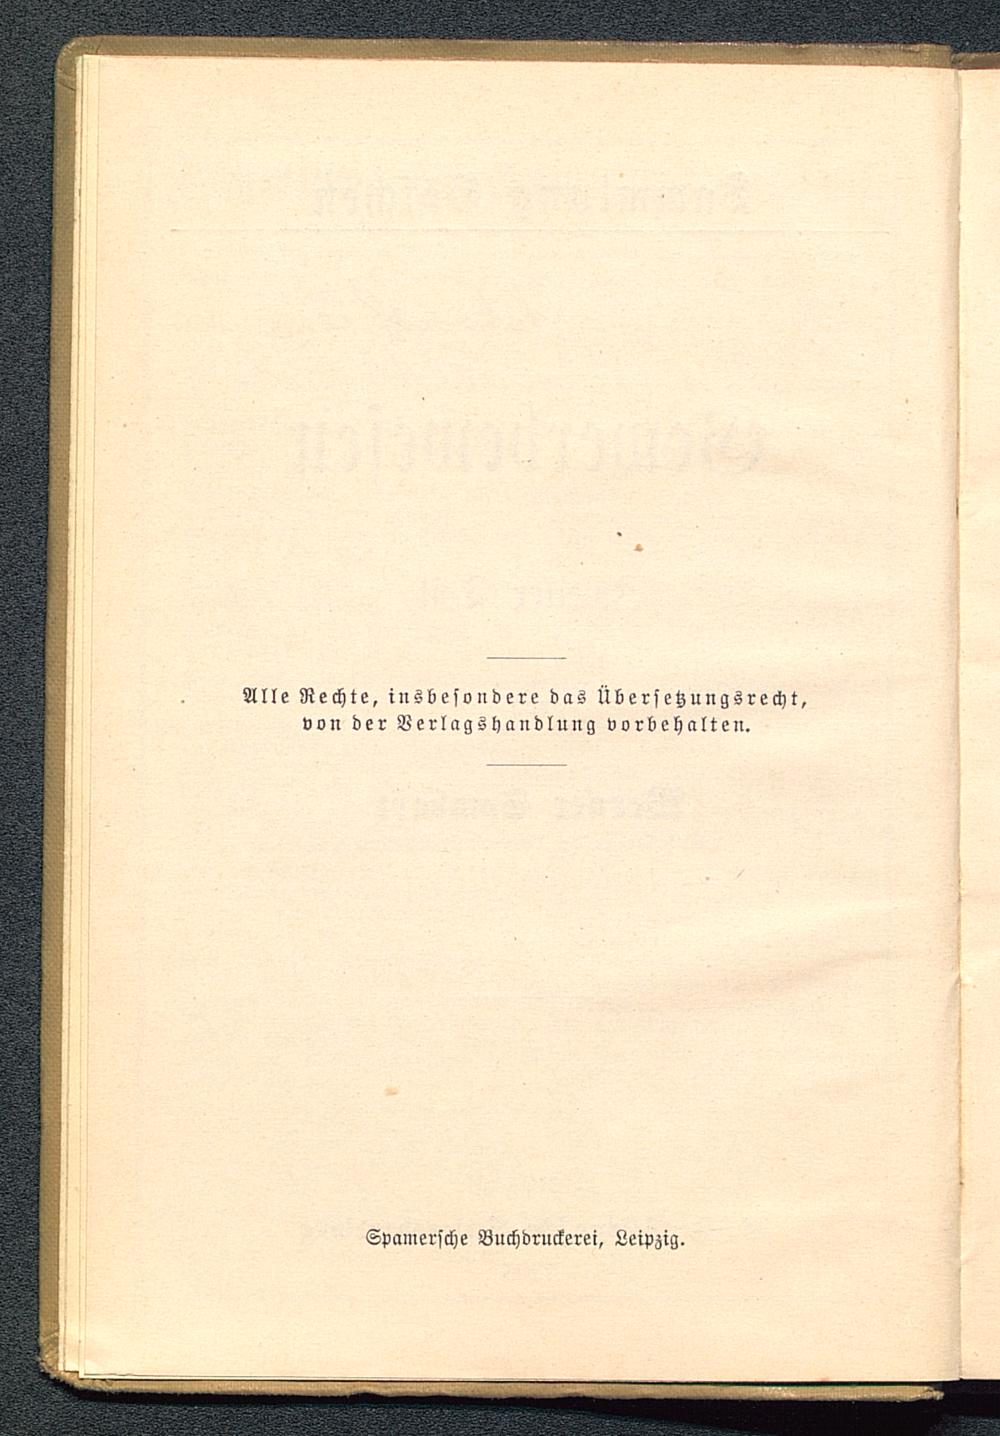 Alle Rechte, insbesondere das Übersetzungsrecht,
von der Verlagshandlung vorbehalten.
Spamersche Buchdruckerei, Leipzig.